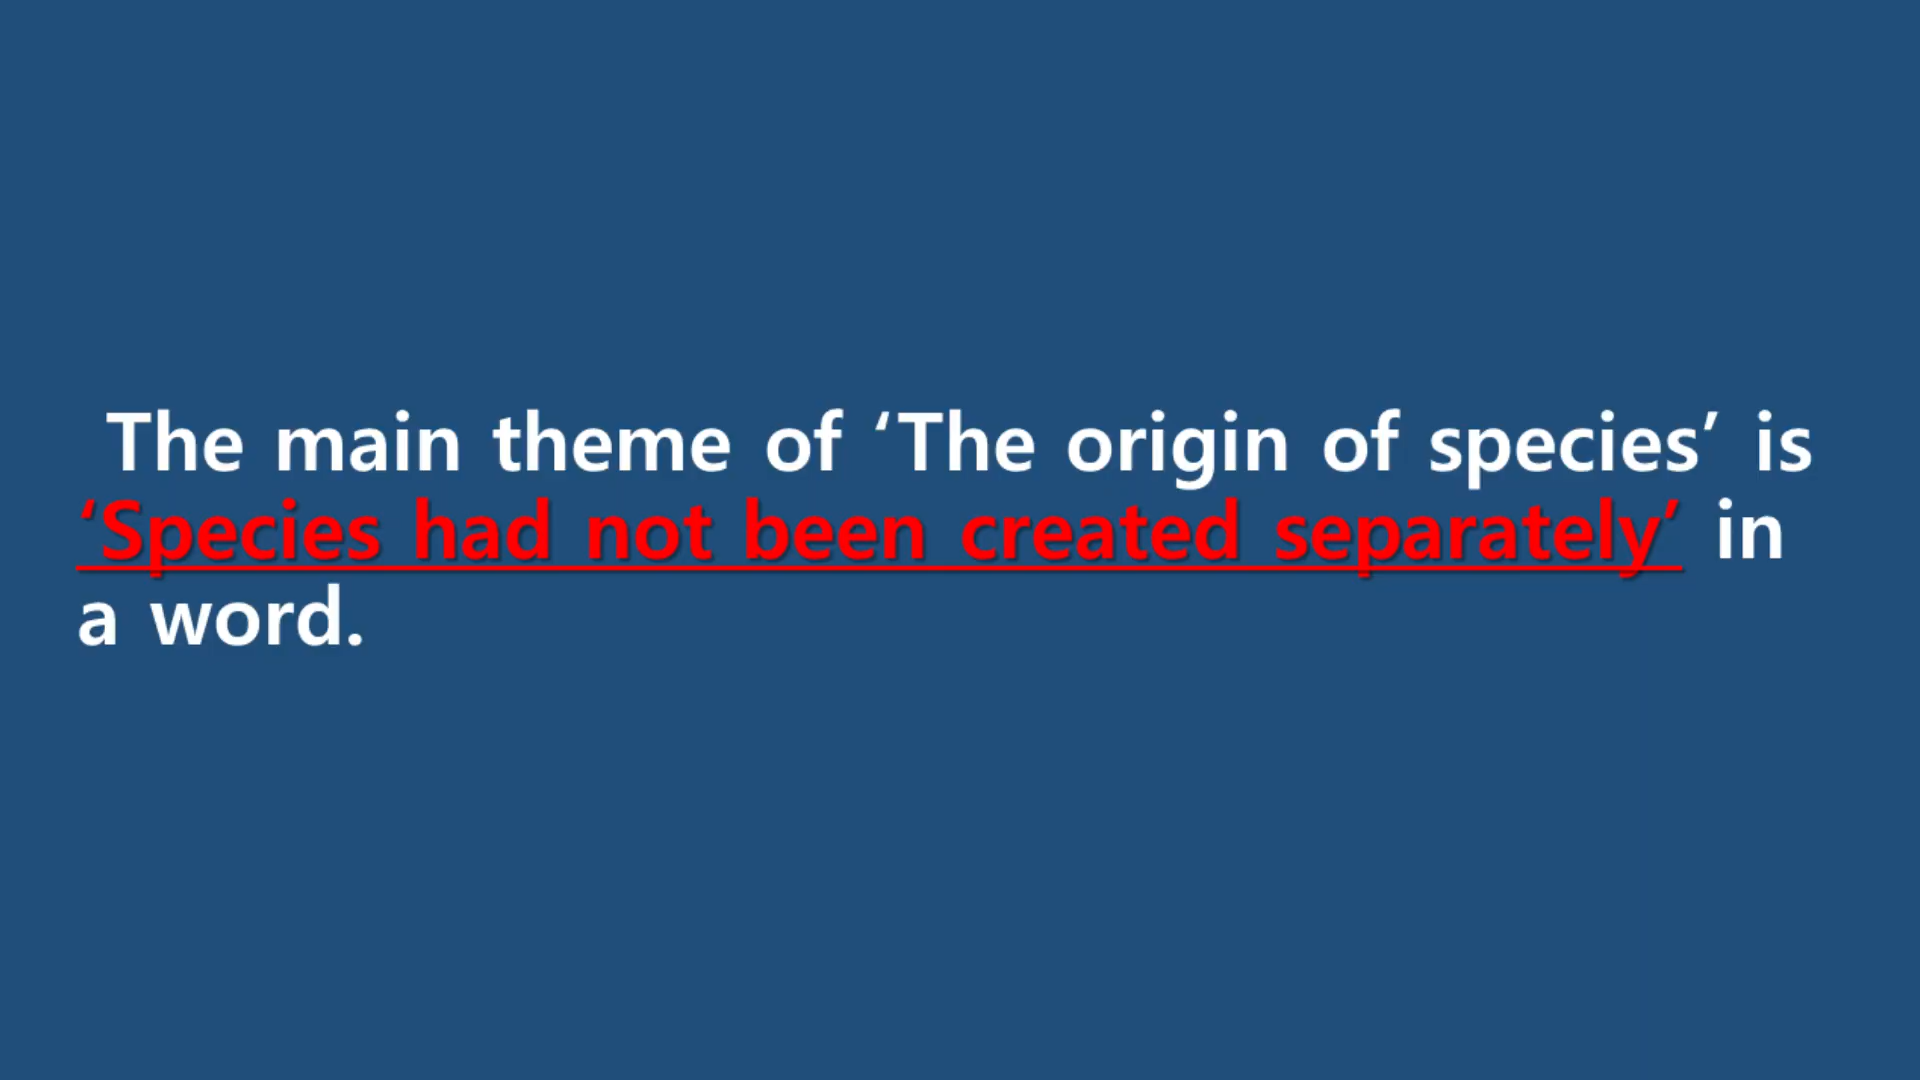 The main theme of ‘The origin of species’ is
‘Species had not been created separately’ in
a word.